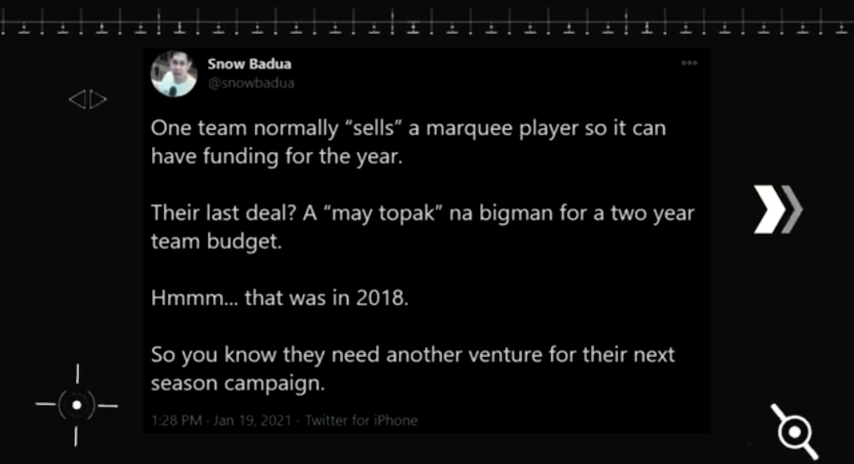 Snow Badua
@snowbadua
One team normally “sells” a marquee player so it can
have funding for the year.
Their last deal? A “may topak” na bigman for a two year
team budget.
Hmmm... that was in 2018.
So you know they need another venture for their next
season campaign.
1:28 PM · Jan 19, 2021 · Twitter for iPhone